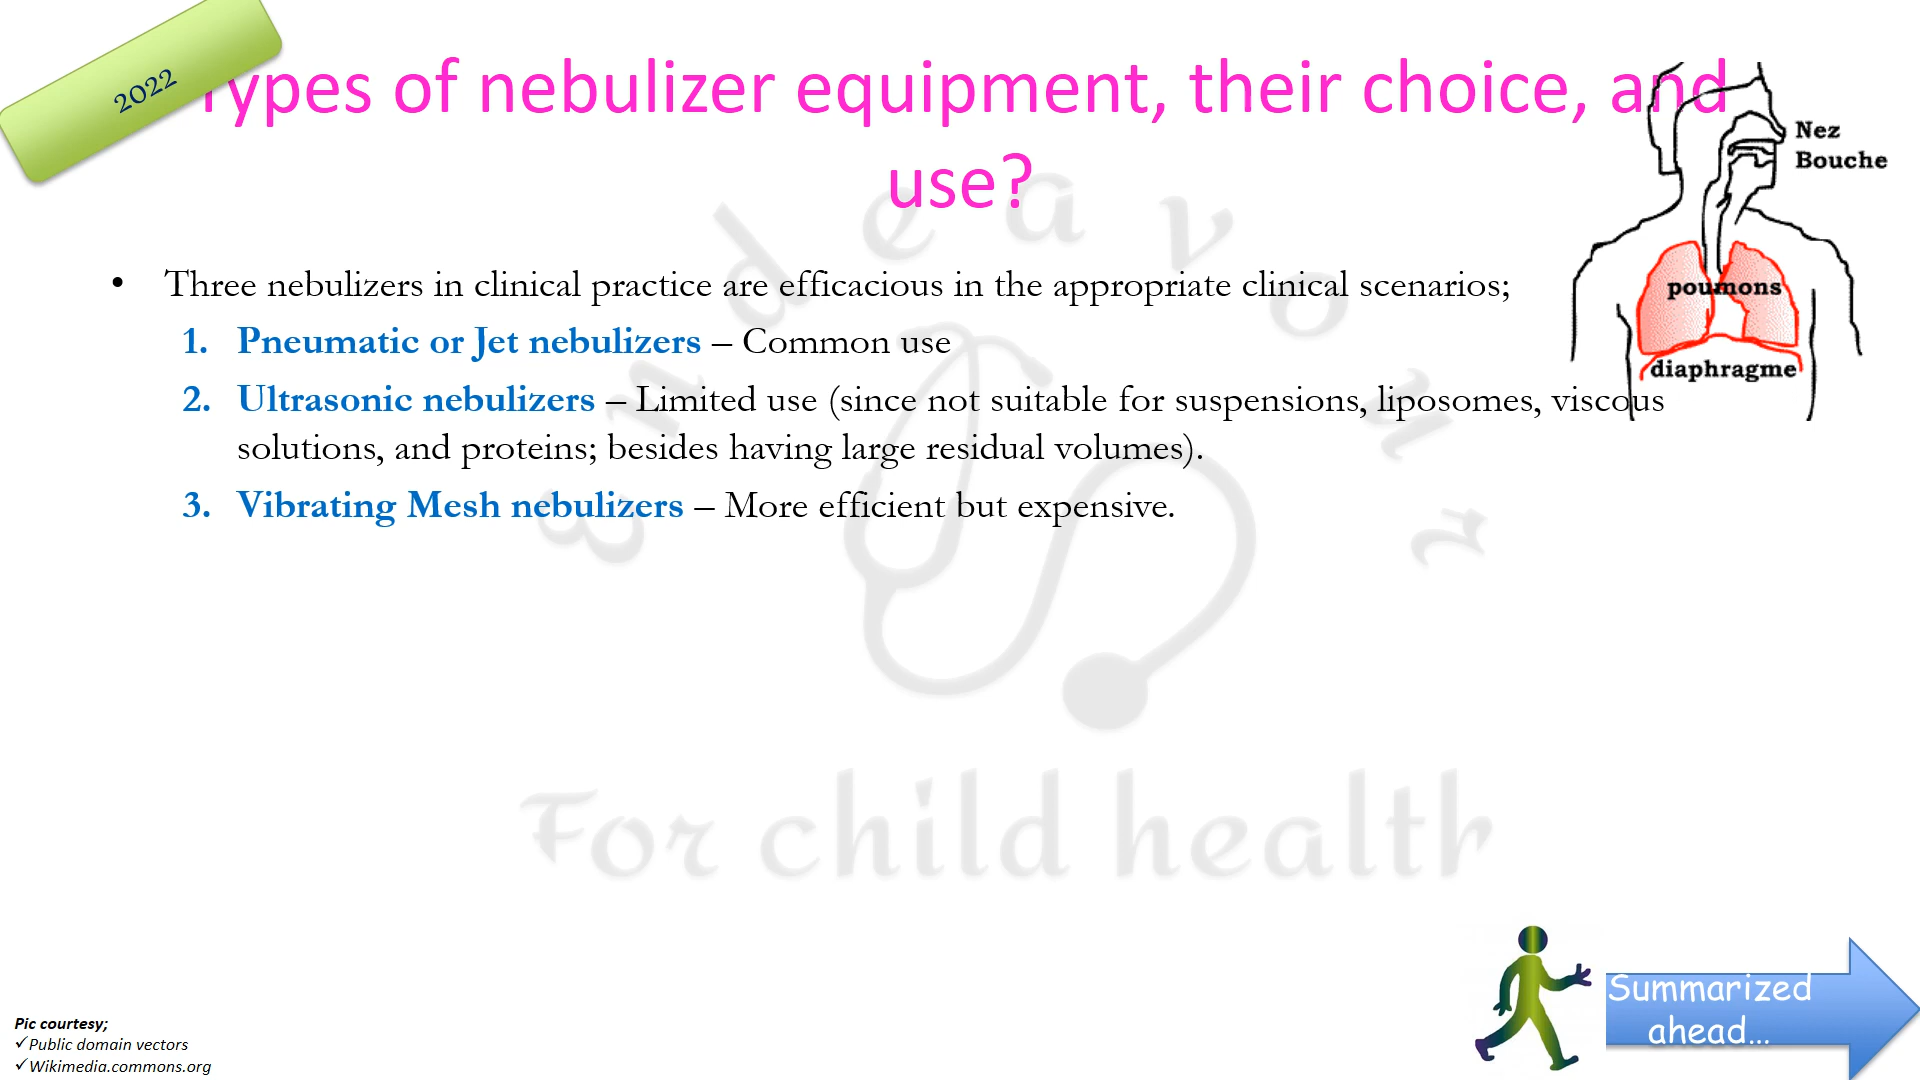 2022
Types of nebulizer equipment, their choice, and
use?
Nez
Bouche
poumons
diaphragme
• Three nebulizers in clinical practice are efficacious in the appropriate clinical scenarios;
1. Pneumatic or Jet nebulizers – Common use
2. Ultrasonic nebulizers – Limited use (since not suitable for suspensions, liposomes, viscous
solutions, and proteins; besides having large residual volumes).
3. Vibrating Mesh nebulizers – More efficient but expensive.
Endeavour
For child health
Summarized
ahead...
Pic courtesy;
✓Public domain vectors
✓Wikimedia.commons.org